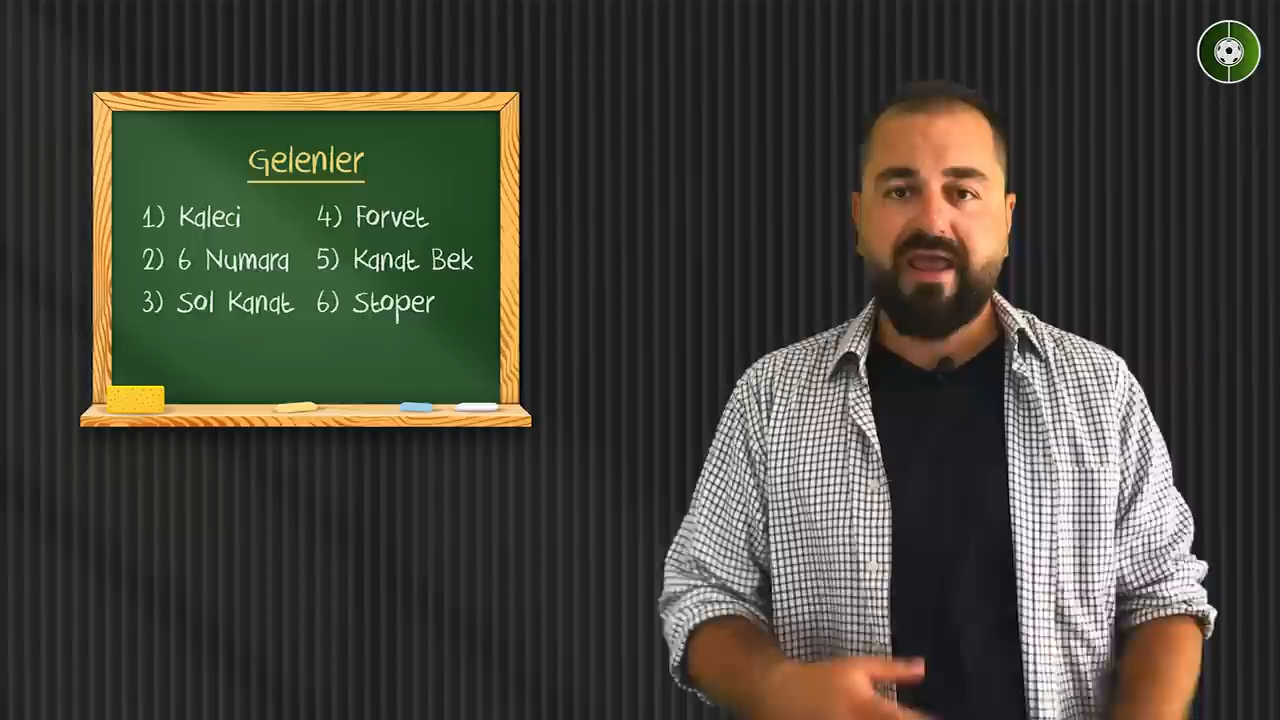 Gelenler
1) Kaleci
2) 6 Numara
3) Sol Kanat
4) Forvet
5) Kanat Bek
6) Stoper